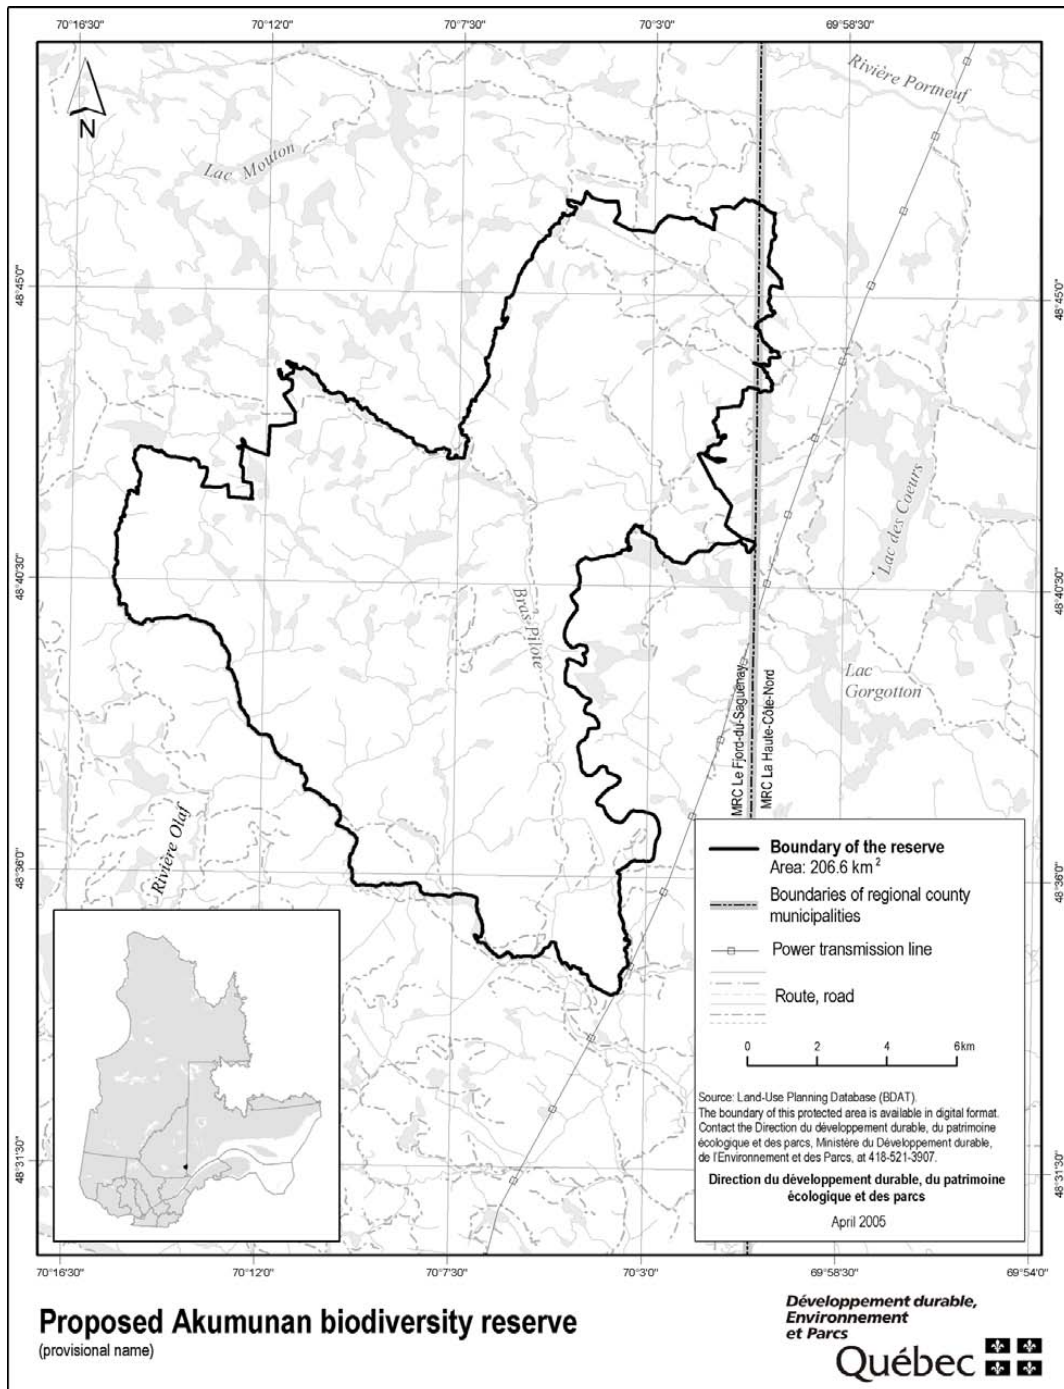 70°16'30"
70°12'0"
70°7'30"
70°3'0"
69°58'30"
N
Rivière Portneuf
Lac Mouton
48°45'0"
48°45'0"
Lac des Coeurs
48°40'30"
48°40'30"
Bras Pilote
Lac
Gorgotton
MRC Le Fjord-du-Saguenay
MRC La Haute-Côte-Nord
Rivière Olaf
48°36'0"
48°36'0"
Boundary of the reserve
Area: 206.6 km²
Boundaries of regional county
municipalities
Power transmission line
Route, road
0 2 4 6km
Source: Land-Use Planning Database (BDAT).
The boundary of this protected area is available in digital format.
Contact the Direction du développement durable, du patrimoine
écologique et des parcs, Ministère du Développement durable,
de l'Environnement et des Parcs, at 418-521-3907.
Direction du développement durable, du patrimoine
écologique et des parcs
April 2005
48°31'30"
48°31'30"
70°16'30"
70°12'0"
70°7'30"
70°3'0"
69°58'30"
69°54'0"
Proposed Akumunan biodiversity reserve
(provisional name)
Développement durable,
Environnement
et Parcs
Québec